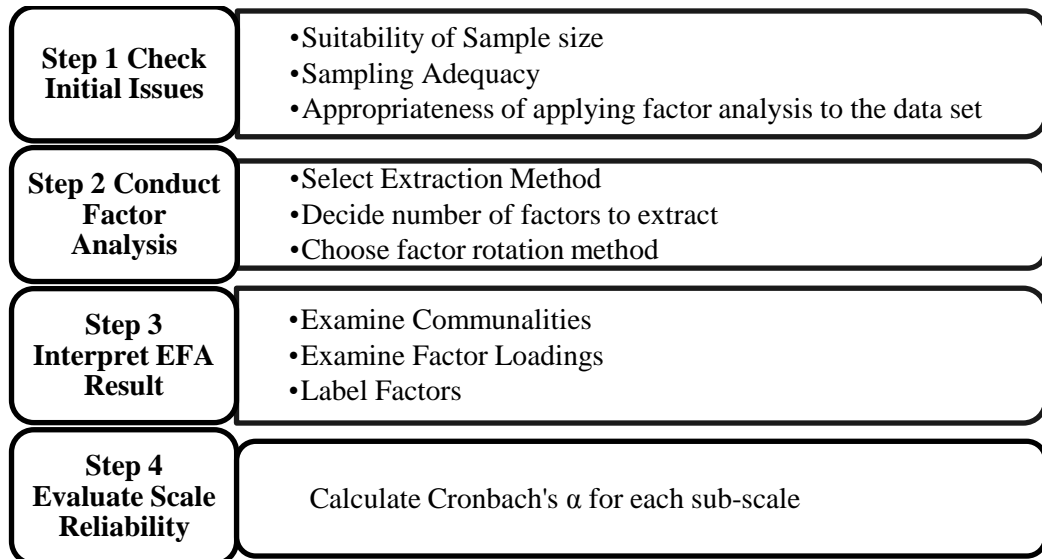 Step 1 Check
Initial Issues
•Suitability of Sample size
•Sampling Adequacy
•Appropriateness of applying factor analysis to the data set
Step 2 Conduct
Factor
Analysis
•Select Extraction Method
•Decide number of factors to extract
•Choose factor rotation method
Step 3
Interpret EFA
Result
•Examine Communalities
•Examine Factor Loadings
•Label Factors
Step 4
Evaluate Scale
Reliability
Calculate Cronbach's α for each sub-scale